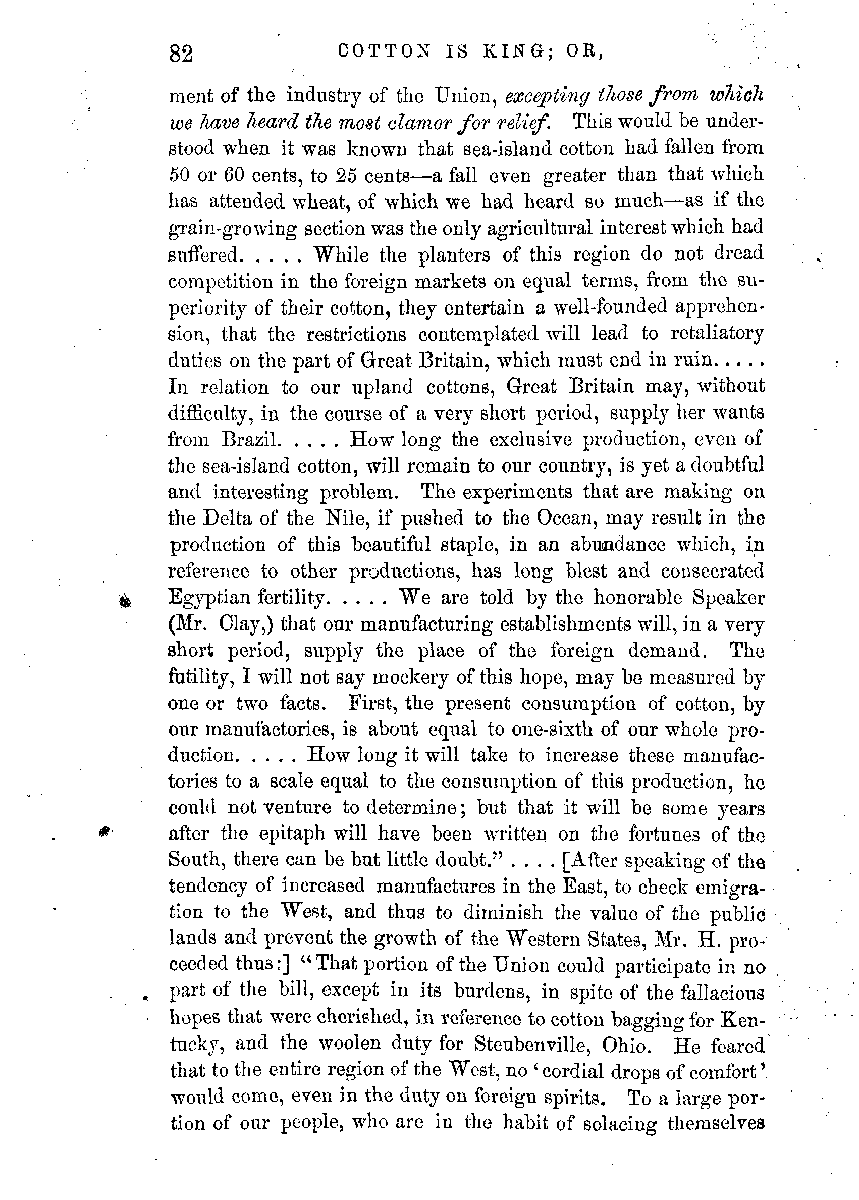 82 COTTON IS KING; OR,
ment of the industry of the Union, excepting those from which
we have heard the most clamor for relief. This would be under-
stood when it was known that sea-island cotton had fallen from
50 or 60 cents, to 25 cents—a fall even greater than that which
has attended wheat, of which we had heard so much—as if the
grain-growing section was the only agricultural interest which had
suffered. . . . . . While the planters of this region do not dread
competition in the foreign markets on equal terms, from the su-
periority of their cotton, they entertain a well-founded apprehen-
sion, that the restrictions contemplated will lead to retaliatory
duties on the part of Great Britain, which must end in ruin. . . . .
In relation to our upland cottons, Great Britain may, without
difficulty, in the course of a very short period, supply her wants
from Brazil. . . . . . How long the exclusive production, even of
the sea-island cotton, will remain to our country, is yet a doubtful
and interesting problem. The experiments that are making on
the Delta of the Nile, if pushed to the Ocean, may result in the
production of this beautiful staple, in an abundance which, in
reference to other productions, has long blest and consecrated
Egyptian fertility. . . . . . We are told by the honorable Speaker
(Mr. Clay,) that our manufacturing establishments will, in a very
short period, supply the place of the foreign demand. The
futility, I will not say mockery of this hope, may be measured by
one or two facts. First, the present consumption of cotton, by
our manufactories, is about equal to one-sixth of our whole pro-
duction. . . . . . How long it will take to increase these manufac-
tories to a scale equal to the consumption of this production, he
could not venture to determine; but that it will be some years
after the epitaph will have been written on the fortunes of the
South, there can be but little doubt." . . . . [After speaking of the
tendency of increased manufactures in the East, to check emigra-
tion to the West, and thus to diminish the value of the public
lands and prevent the growth of the Western States, Mr. H. pro-
ceeded thus:] "That portion of the Union could participate in no
part of the bill, except in its burdens, in spite of the fallacious
hopes that were cherished, in reference to cotton bagging for Ken-
tucky, and the woolen duty for Steubenville, Ohio. He feared
that to the entire region of the West, no 'cordial drops of comfort'
would come, even in the duty on foreign spirits. To a large por-
tion of our people, who are in the habit of solacing themselves